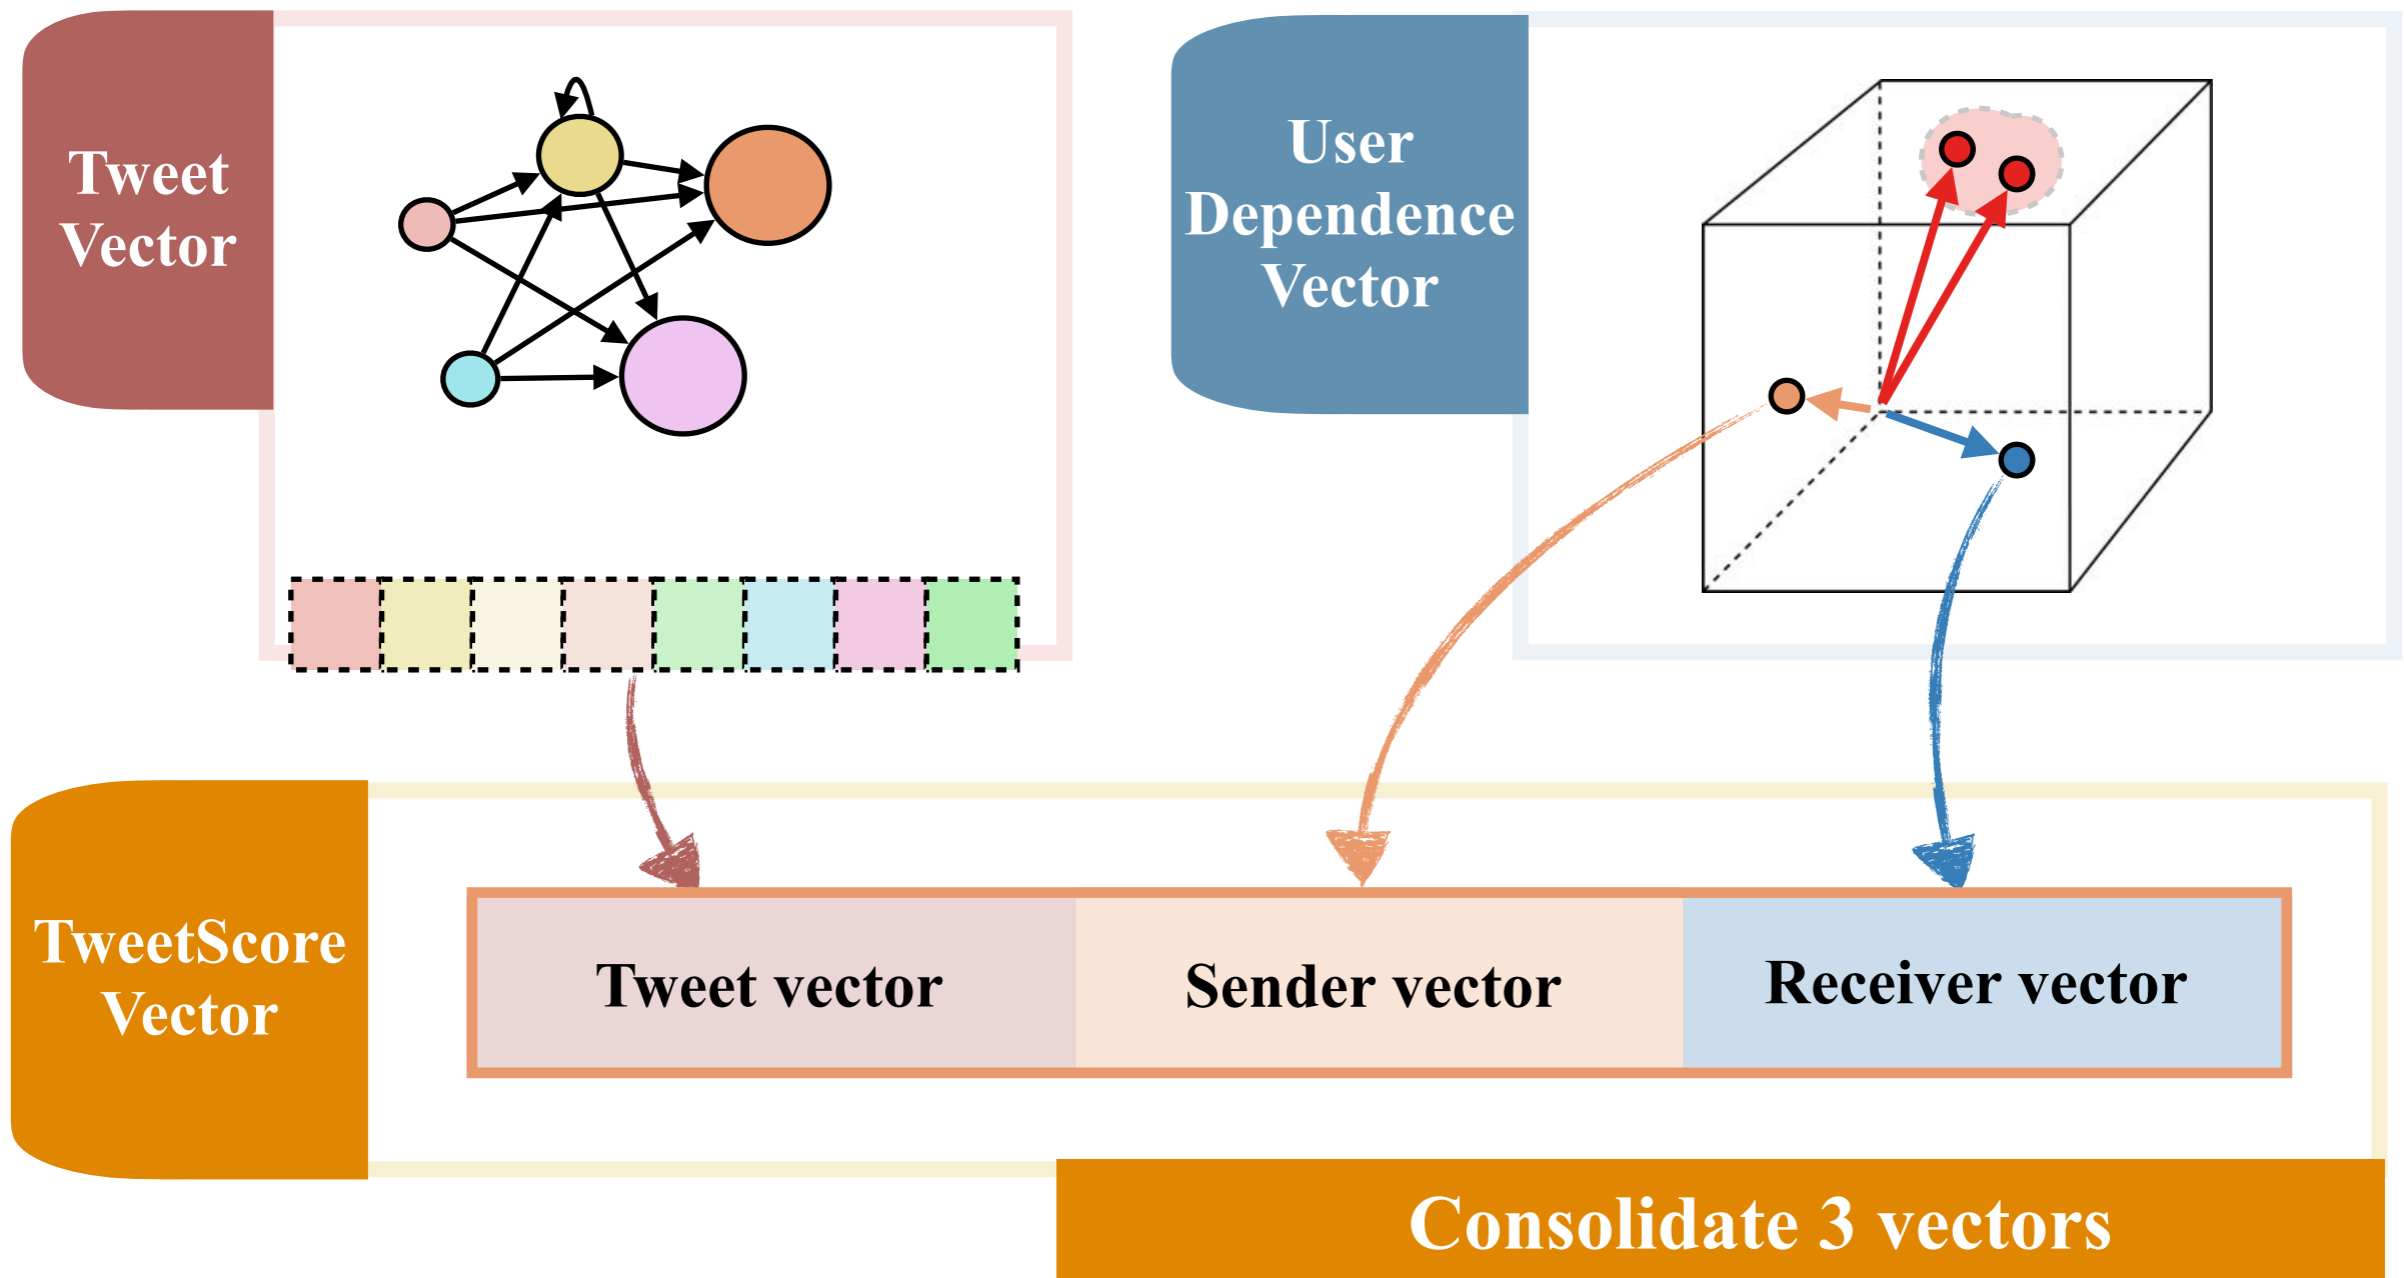 Tweet
Vector
User
Dependence
Vector
TweetScore
Vector
Tweet vector
Sender vector
Receiver vector
Consolidate 3 vectors